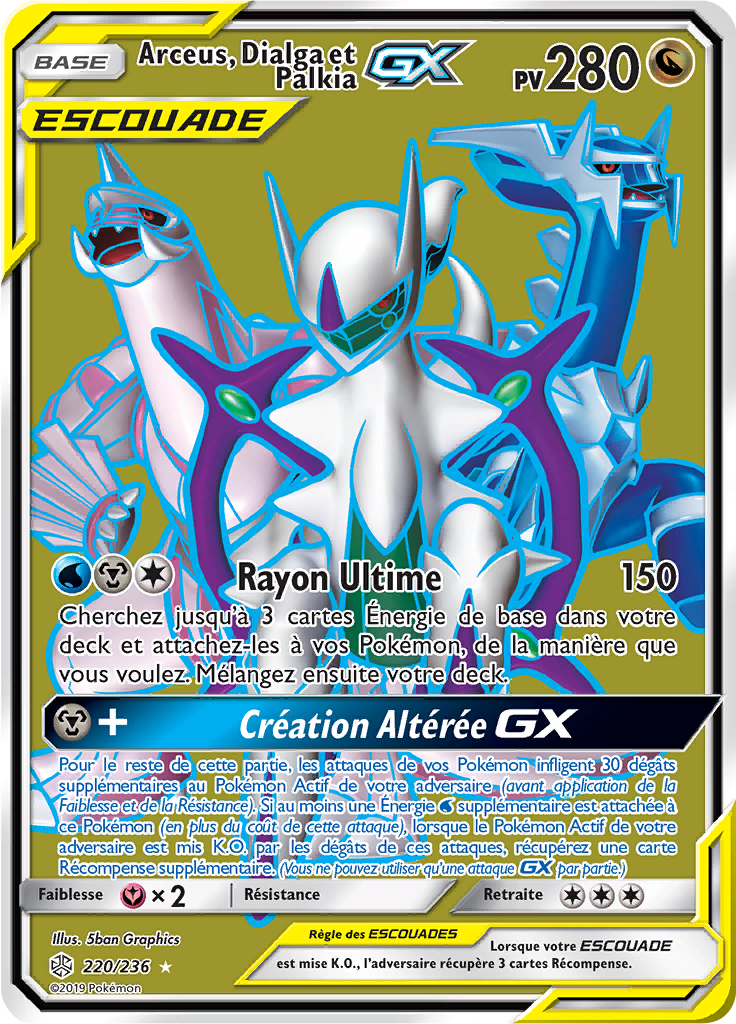 BASE
Arceus, Dialga et
Palkia GX
PV 280
ESCOUADE
Rayon Ultime 150
Cherchez jusqu'à 3 cartes Énergie de base dans votre
deck et attachez-les à vos Pokémon, de la manière que
vous voulez. Mélangez ensuite votre deck.
+ Création Altérée GX
Pour le reste de cette partie, les attaques de vos Pokémon infligent 30 dégâts
supplémentaires au Pokémon Actif de votre adversaire (avant application de la
Faiblesse et de la Résistance). Si au moins une Énergie supplémentaire est attachée à
ce Pokémon (en plus du coût de cette attaque), lorsque le Pokémon Actif de votre
adversaire est mis K.O. par les dégâts de ces attaques, récupérez une carte
Récompense supplémentaire. (Vous ne pouvez utiliser qu'une attaque GX par partie.)
Faiblesse ×2 Résistance Retraite
Illus. 5ban Graphics
220/236
©2019 Pokémon
Règle des ESCOUADES
Lorsque votre ESCOUADE
est mise K.O., l'adversaire récupère 3 cartes Récompense.